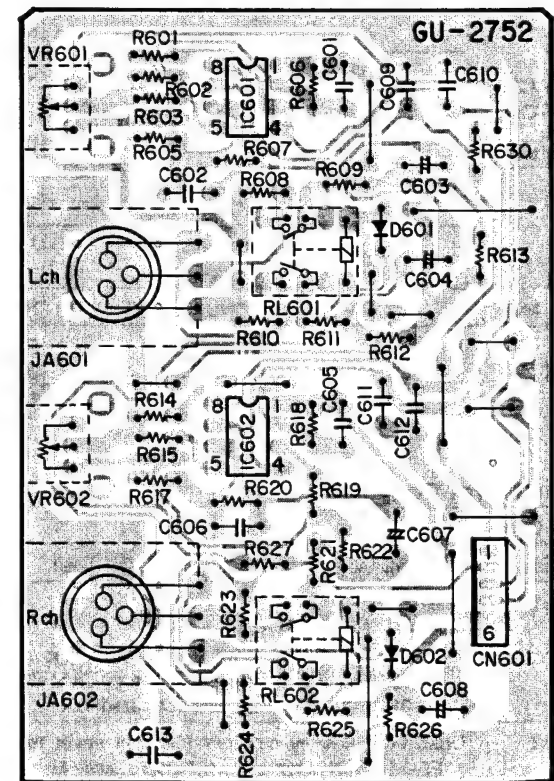 GU-2752
VR601
R601
R602
R603
R605
8
1
5
4
IC601
R606
C601
C609
C610
R607
C602
R608
R609
C603
R630
Lch
RL601
D601
C604
R613
R610
R611
R612
JA601
R614
R615
R617
VR602
8
1
5
4
IC602
R618
C605
C611
C612
R620
R619
C606
R627
R621
R622
C607
1
6
CN601
Rch
R623
RL602
D602
JA602
R624
R625
R626
C608
C613